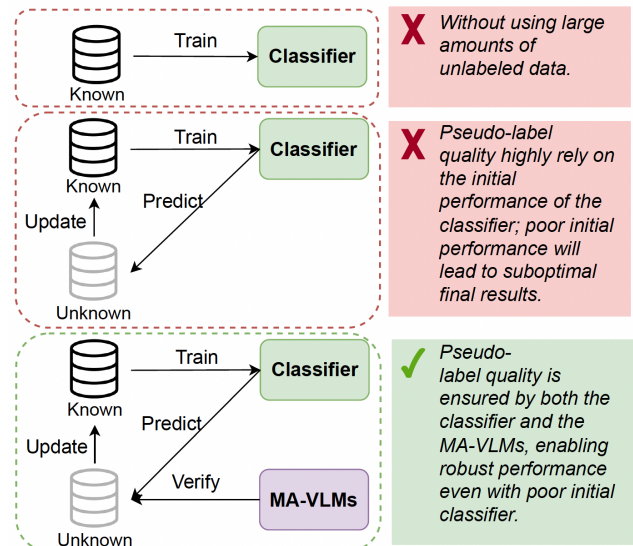 Train
Classifier
Known
X Without using large
amounts of
unlabeled data.
Train
Classifier
Known
Predict
Update
Unknown
X Pseudo-label
quality highly rely on
the initial
performance of the
classifier; poor initial
performance will
lead to suboptimal
final results.
Train
Classifier
Known
Predict
Update
Verify
MA-VLMs
Unknown
✓ Pseudo-
label quality is
ensured by both the
classifier and the
MA-VLMs, enabling
robust performance
even with poor initial
classifier.